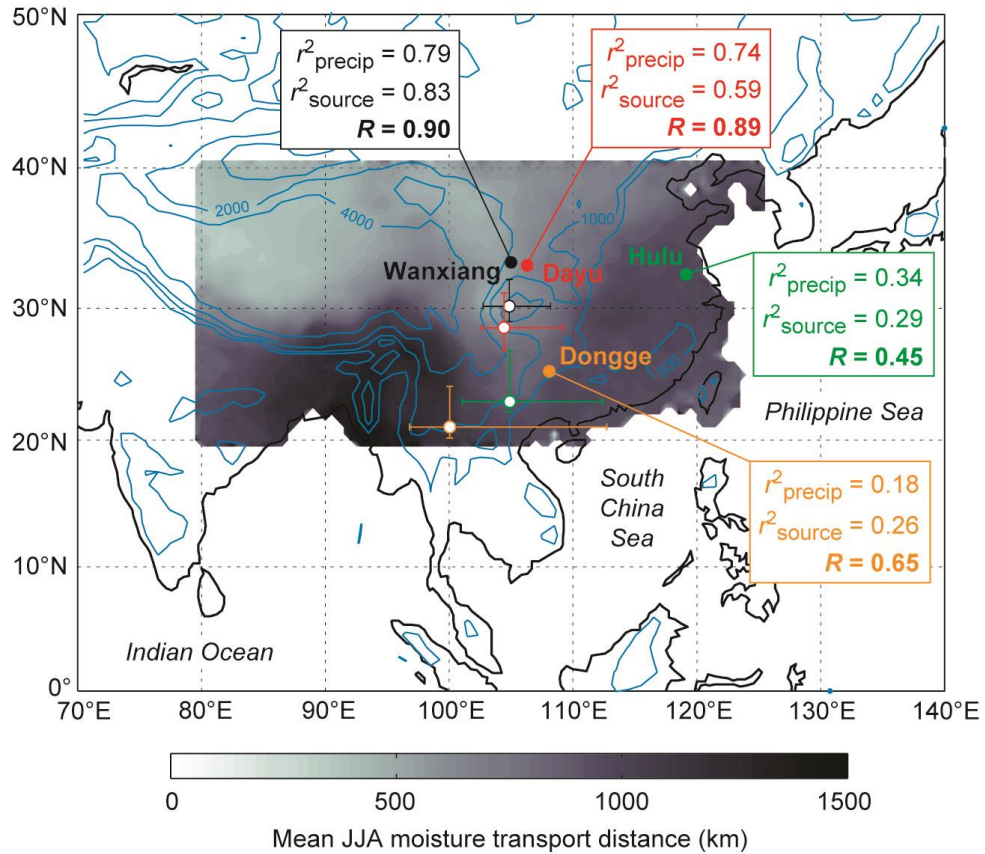 50°N
40°N
30°N
20°N
10°N
0°
r²precip = 0.79
r²source = 0.83
R = 0.90
r²precip = 0.74
r²source = 0.59
R = 0.89
2000
4000
1000
Wanxiang
Dayu
Hulu
r²precip = 0.34
r²source = 0.29
R = 0.45
Dongge
Philippine Sea
South
China
Sea
r²precip = 0.18
r²source = 0.26
R = 0.65
Indian Ocean
70°E 80°E 90°E 100°E 110°E 120°E 130°E 140°E
0 500 1000 1500
Mean JJA moisture transport distance (km)